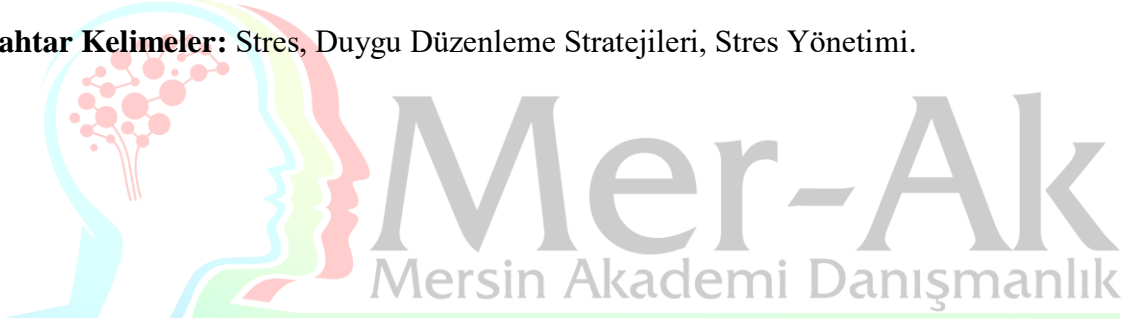 ahtar Kelimeler: Stres, Duygu Düzenleme Stratejileri, Stres Yönetimi.
Mer-Ak
Mersin Akademi Danışmanlık